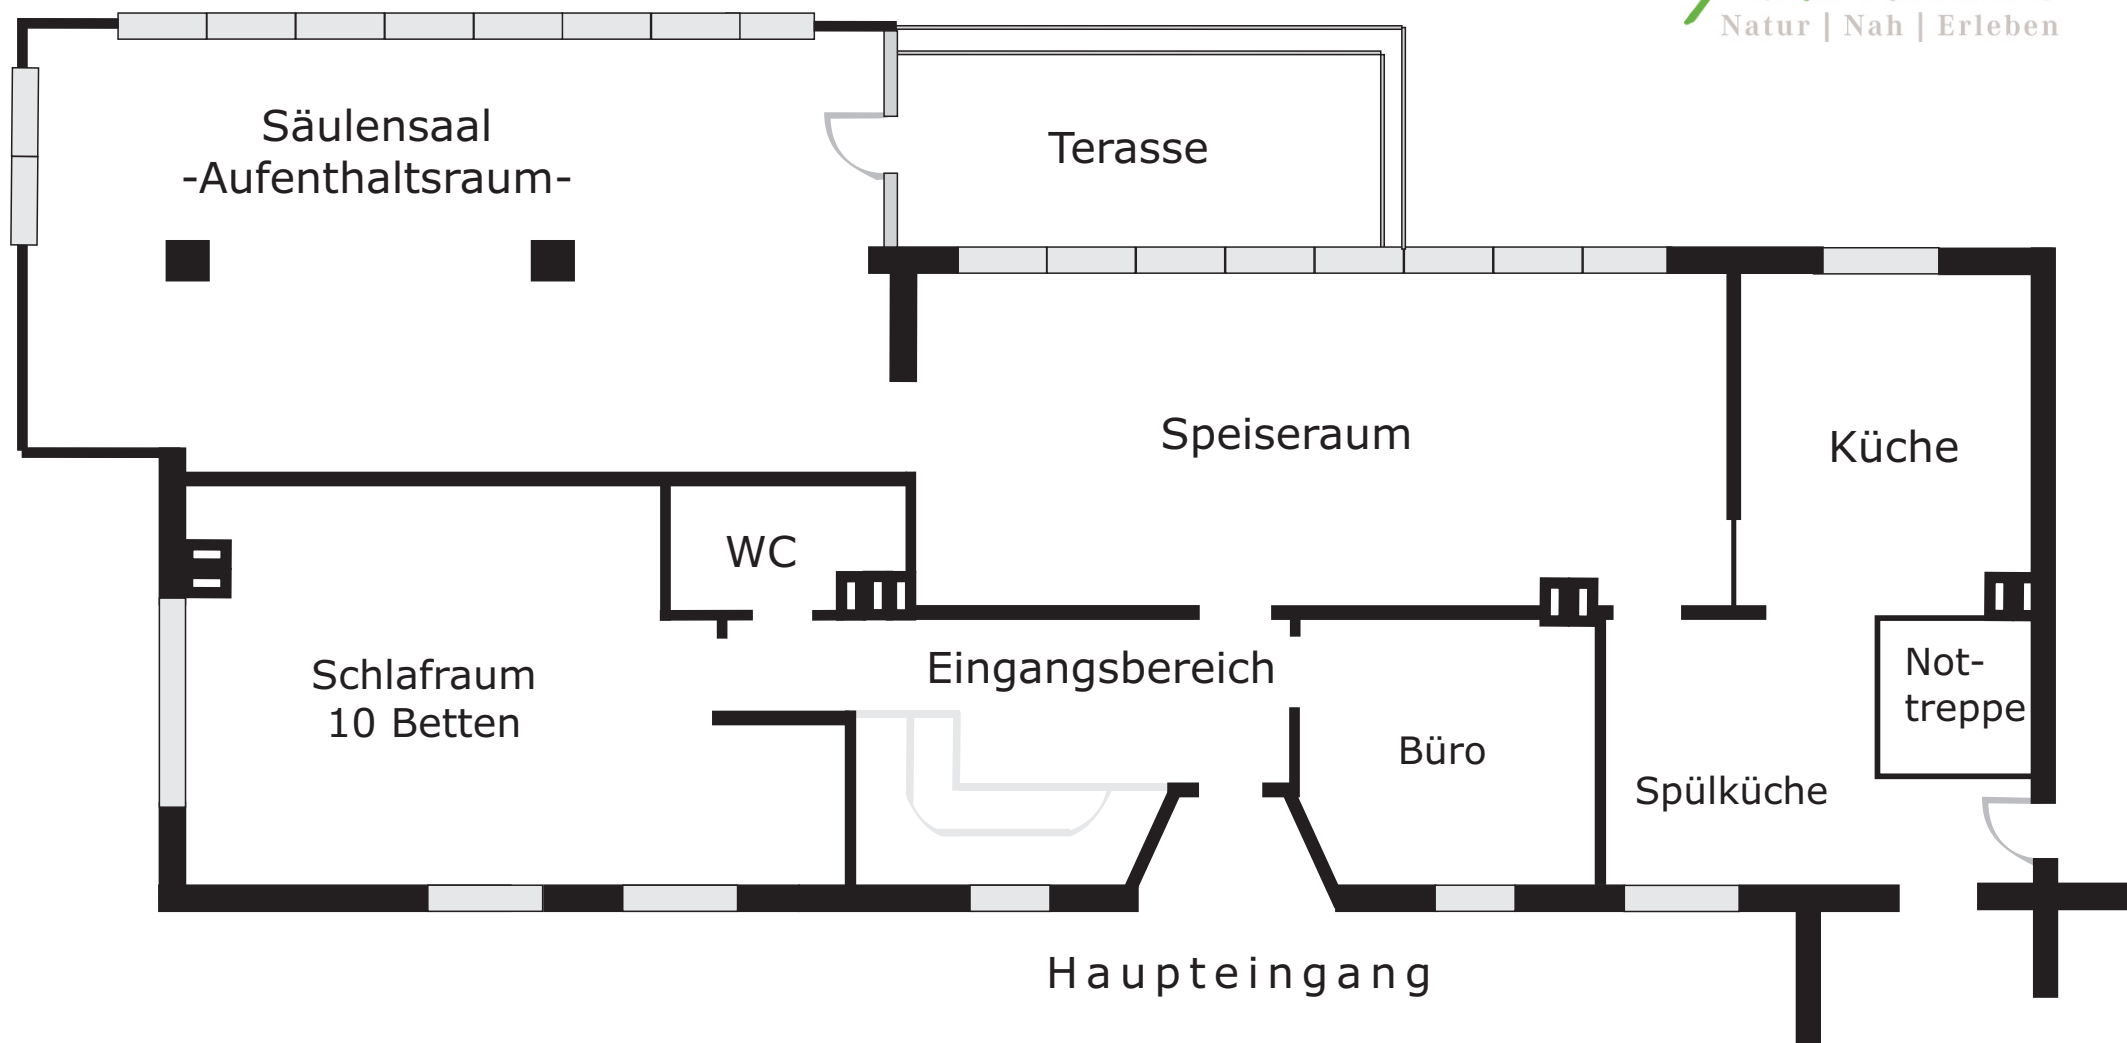 Natur | Nah | Erleben
Säulensaal
-Aufenthaltsraum-
Terasse
Speiseraum
Küche
WC
Schlafraum
10 Betten
Eingangsbereich
Büro
Spülküche
Not-
treppe
Haupteingang